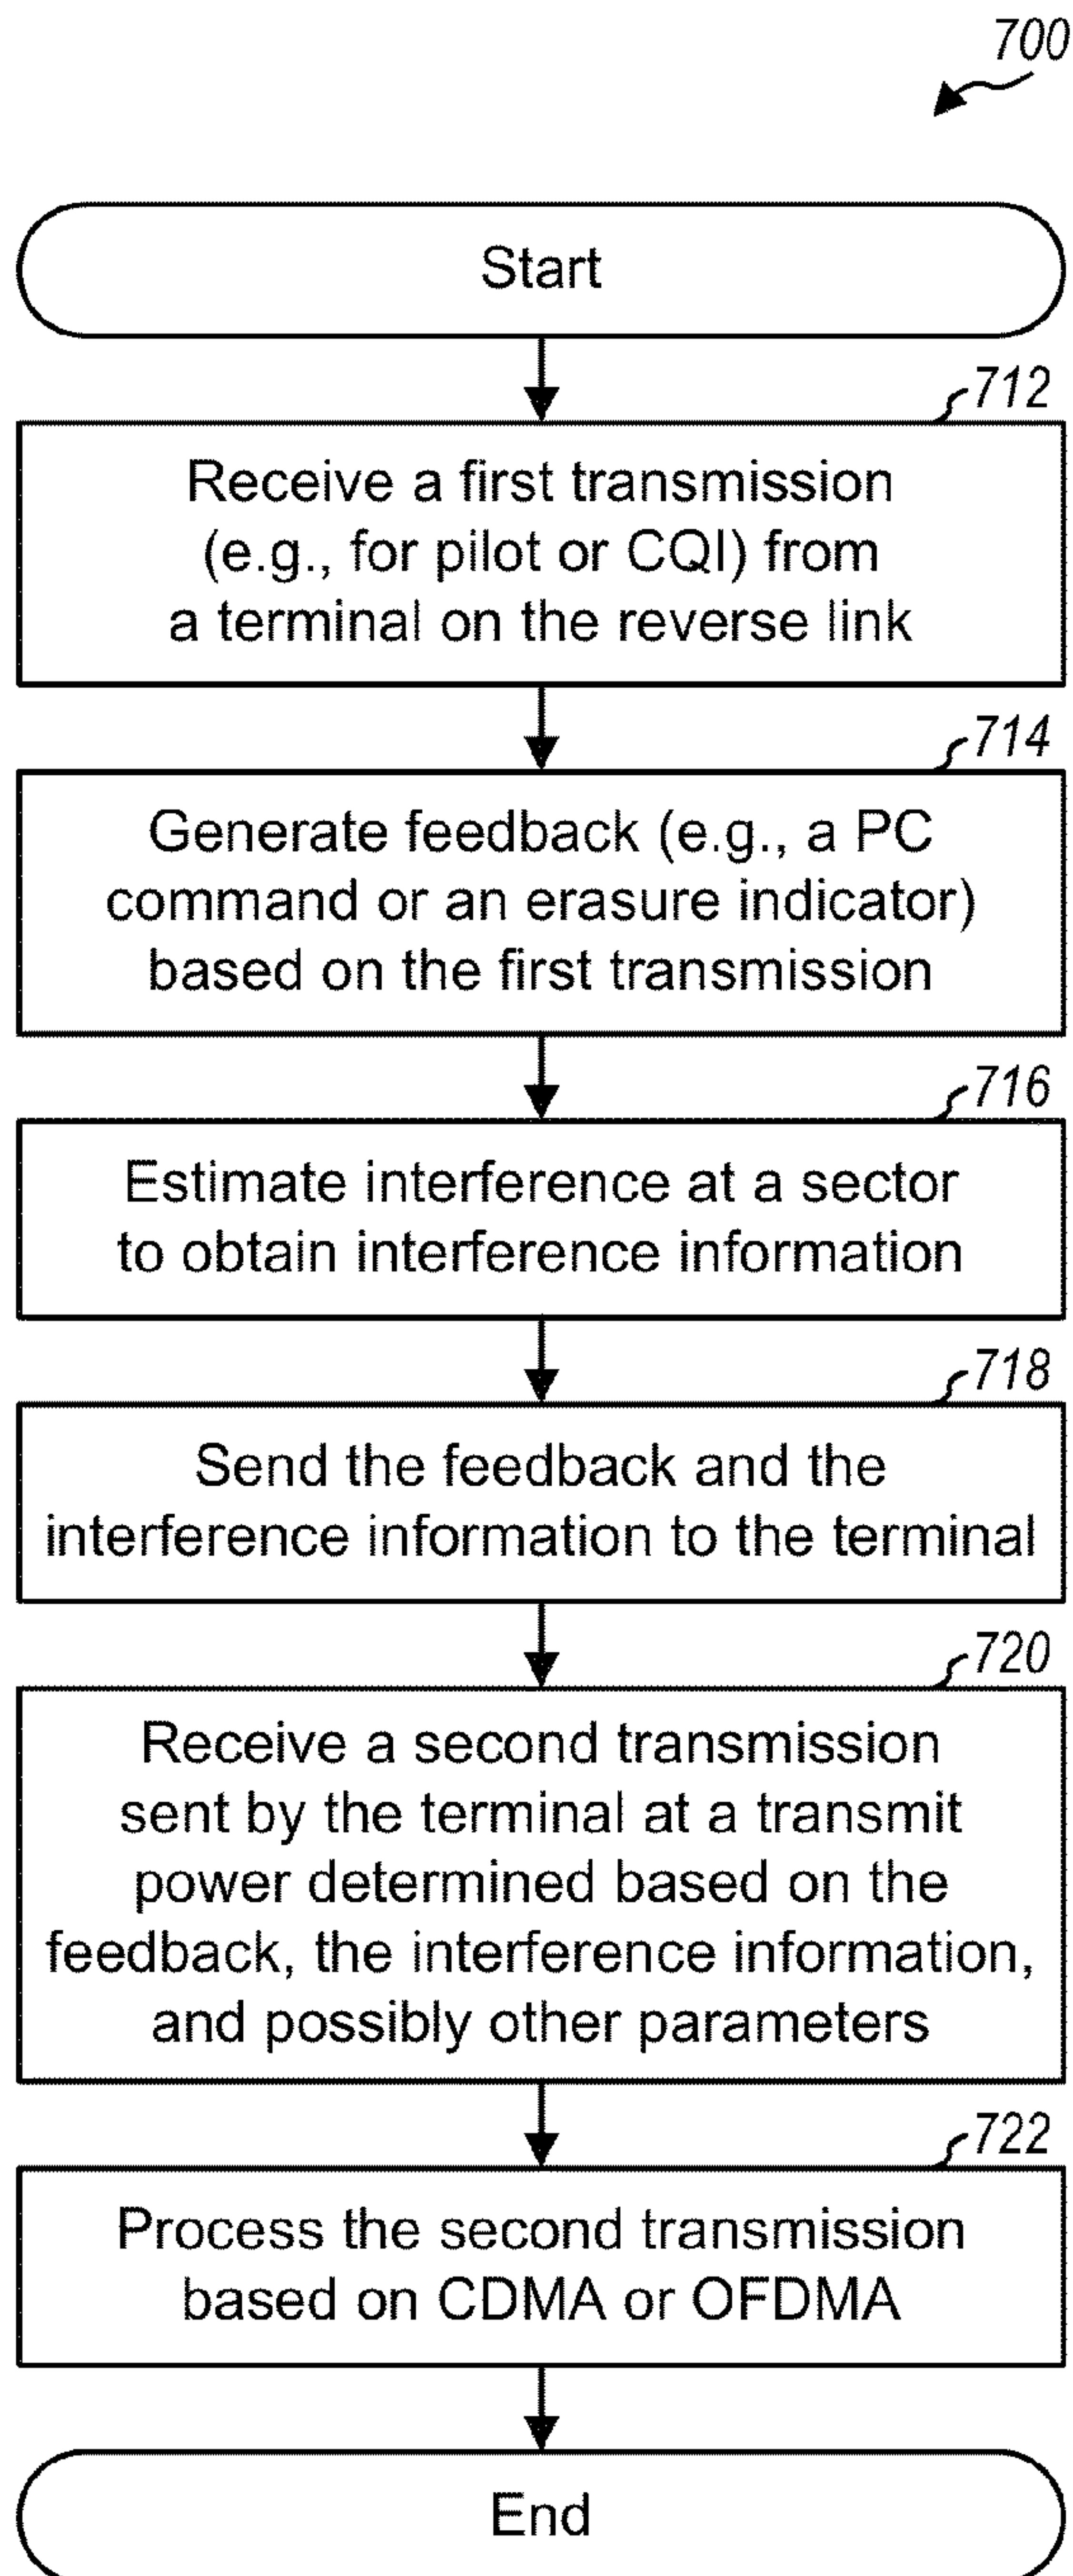 700
Start
712
Receive a first transmission
(e.g., for pilot or CQI) from
a terminal on the reverse link
714
Generate feedback (e.g., a PC
command or an erasure indicator)
based on the first transmission
716
Estimate interference at a sector
to obtain interference information
718
Send the feedback and the
interference information to the terminal
720
Receive a second transmission
sent by the terminal at a transmit
power determined based on the
feedback, the interference information,
and possibly other parameters
722
Process the second transmission
based on CDMA or OFDMA
End